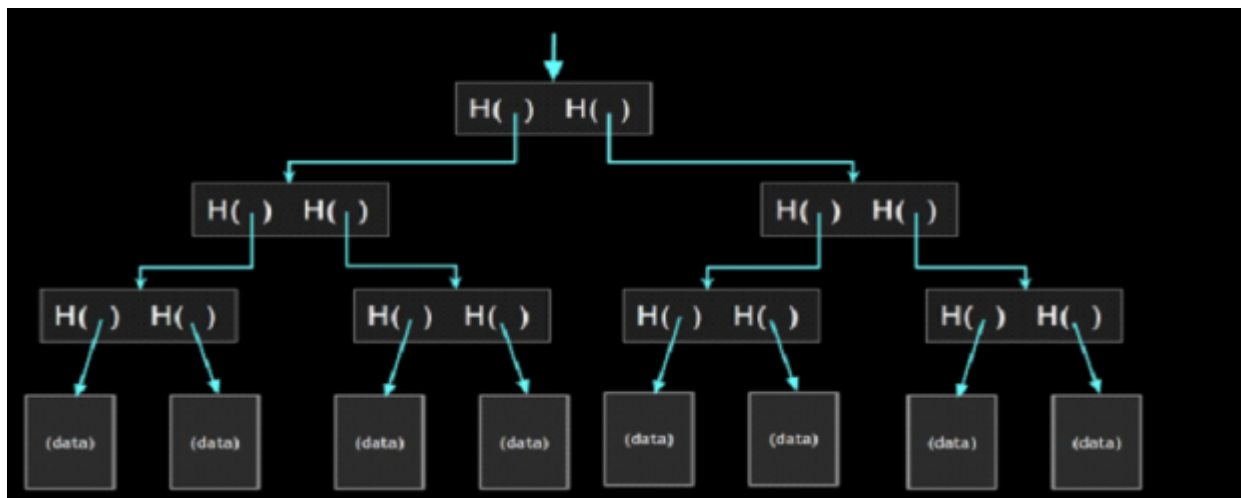 H( ) H( )
H( ) H( ) H( ) H( )
H( ) H( ) H( ) H( ) H( ) H( ) H( ) H( )
(data) (data) (data) (data) (data) (data) (data) (data)